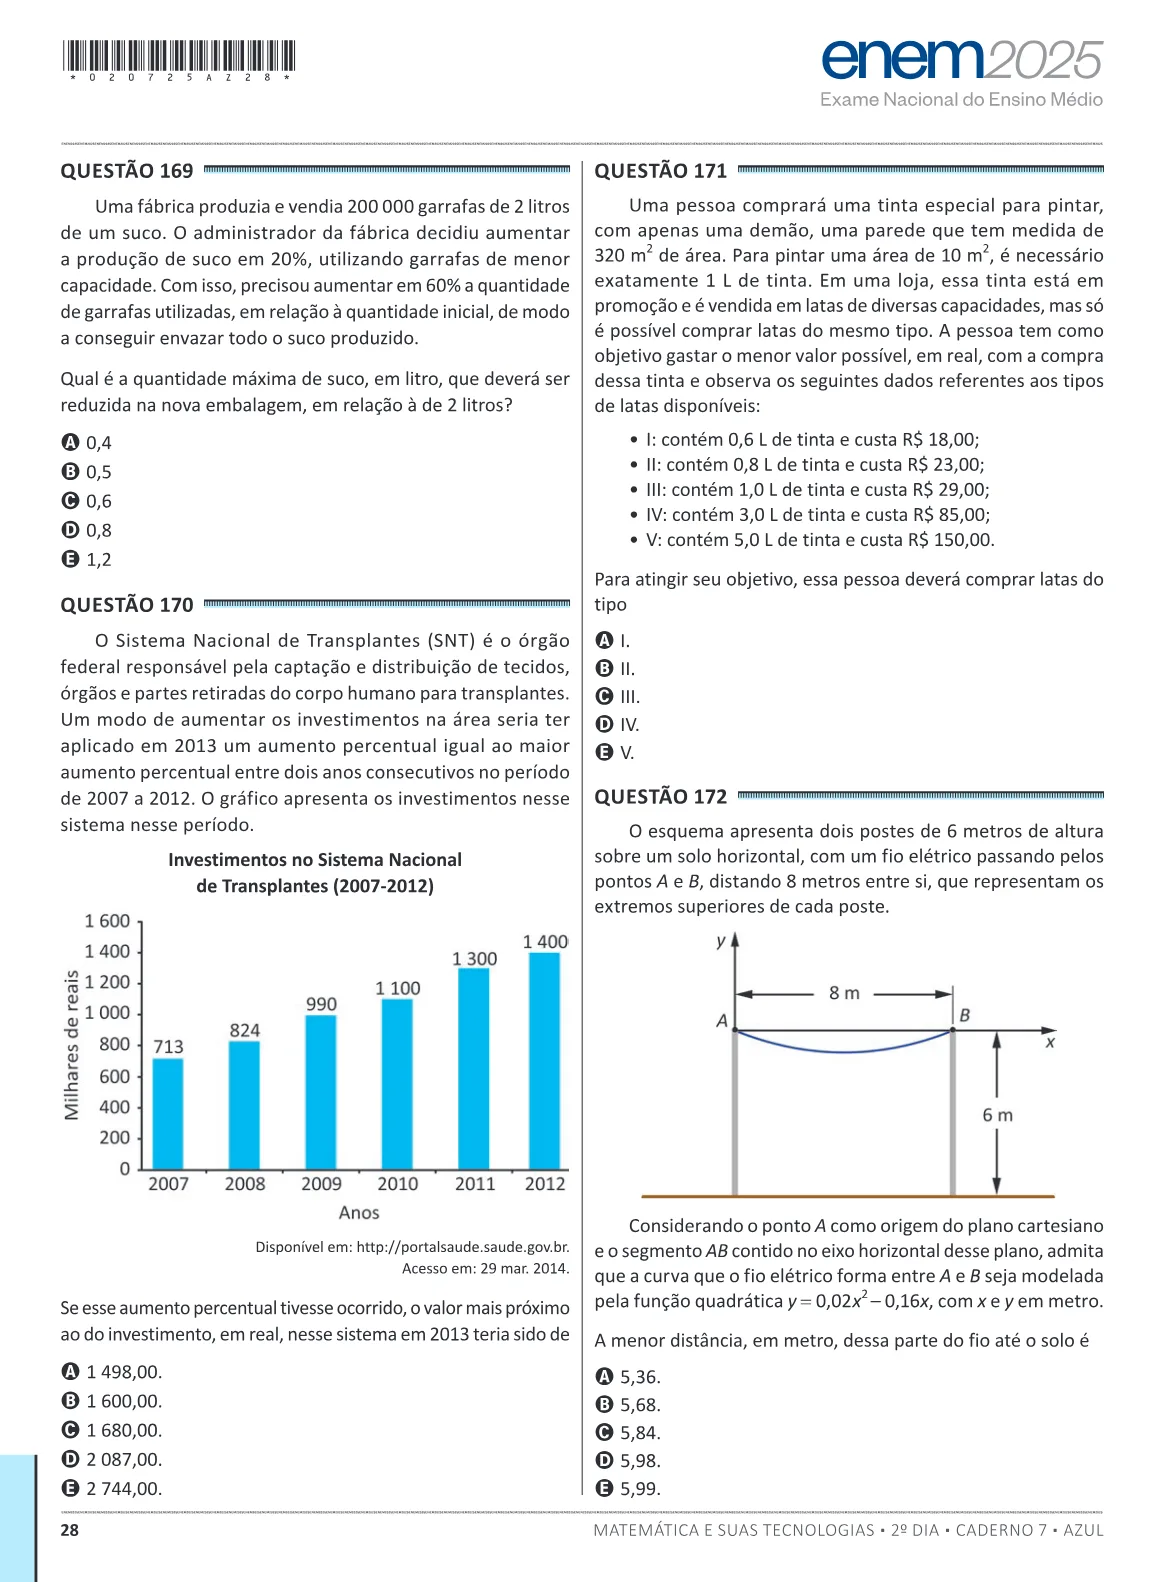 *020725AZ28*
enem2025
Exame Nacional do Ensino Médio
QUESTÃO 169
Uma fábrica produzia e vendia 200 000 garrafas de 2 litros
de um suco. O administrador da fábrica decidiu aumentar
a produção de suco em 20%, utilizando garrafas de menor
capacidade. Com isso, precisou aumentar em 60% a quantidade
de garrafas utilizadas, em relação à quantidade inicial, de modo
a conseguir envazar todo o suco produzido.
Qual é a quantidade máxima de suco, em litro, que deverá ser
reduzida na nova embalagem, em relação à de 2 litros?
A 0,4
B 0,5
C 0,6
D 0,8
E 1,2
QUESTÃO 170
O Sistema Nacional de Transplantes (SNT) é o órgão
federal responsável pela captação e distribuição de tecidos,
órgãos e partes retiradas do corpo humano para transplantes.
Um modo de aumentar os investimentos na área seria ter
aplicado em 2013 um aumento percentual igual ao maior
aumento percentual entre dois anos consecutivos no período
de 2007 a 2012. O gráfico apresenta os investimentos nesse
sistema nesse período.
Investimentos no Sistema Nacional
de Transplantes (2007-2012)
Milhares de reais
1 600
1 400
1 200
1 000
800
600
400
200
0
713
824
990
1 100
1 300
1 400
2007 2008 2009 2010 2011 2012
Anos
Disponível em: http://portalsaude.saude.gov.br.
Acesso em: 29 mar. 2014.
Se esse aumento percentual tivesse ocorrido, o valor mais próximo
ao do investimento, em real, nesse sistema em 2013 teria sido de
A 1 498,00.
B 1 600,00.
C 1 680,00.
D 2 087,00.
E 2 744,00.
QUESTÃO 171
Uma pessoa comprará uma tinta especial para pintar,
com apenas uma demão, uma parede que tem medida de
320 m² de área. Para pintar uma área de 10 m², é necessário
exatamente 1 L de tinta. Em uma loja, essa tinta está em
promoção e é vendida em latas de diversas capacidades, mas só
é possível comprar latas do mesmo tipo. A pessoa tem como
objetivo gastar o menor valor possível, em real, com a compra
dessa tinta e observa os seguintes dados referentes aos tipos
de latas disponíveis:
• I: contém 0,6 L de tinta e custa R$ 18,00;
• II: contém 0,8 L de tinta e custa R$ 23,00;
• III: contém 1,0 L de tinta e custa R$ 29,00;
• IV: contém 3,0 L de tinta e custa R$ 85,00;
• V: contém 5,0 L de tinta e custa R$ 150,00.
Para atingir seu objetivo, essa pessoa deverá comprar latas do
tipo
A I.
B II.
C III.
D IV.
E V.
QUESTÃO 172
O esquema apresenta dois postes de 6 metros de altura
sobre um solo horizontal, com um fio elétrico passando pelos
pontos A e B, distando 8 metros entre si, que representam os
extremos superiores de cada poste.
y
8 m
A
B
x
6 m
Considerando o ponto A como origem do plano cartesiano
e o segmento AB contido no eixo horizontal desse plano, admita
que a curva que o fio elétrico forma entre A e B seja modelada
pela função quadrática y = 0,02x² – 0,16x, com x e y em metro.
A menor distância, em metro, dessa parte do fio até o solo é
A 5,36.
B 5,68.
C 5,84.
D 5,98.
E 5,99.
28
MATEMÁTICA E SUAS TECNOLOGIAS • 2º DIA • CADERNO 7 • AZUL